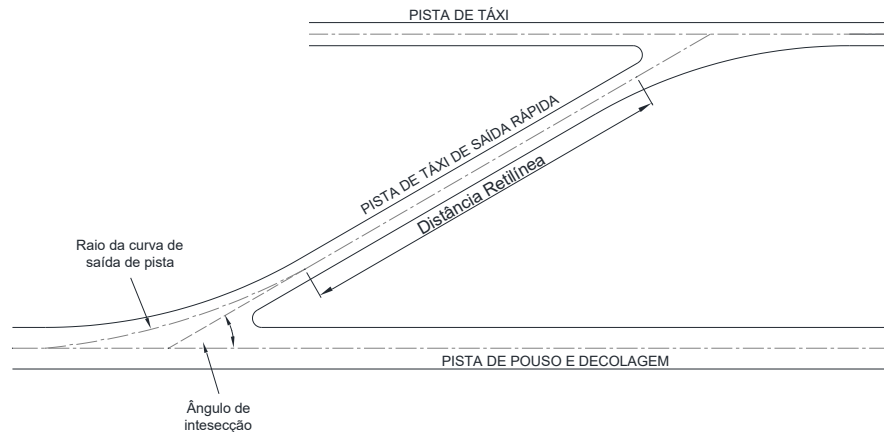 PISTA DE TÁXI
PISTA DE TÁXI DE SAÍDA RÁPIDA
Distância Retilínea
Raio da curva de
saída de pista
PISTA DE POUSO E DECOLAGEM
Ângulo de
intesecção